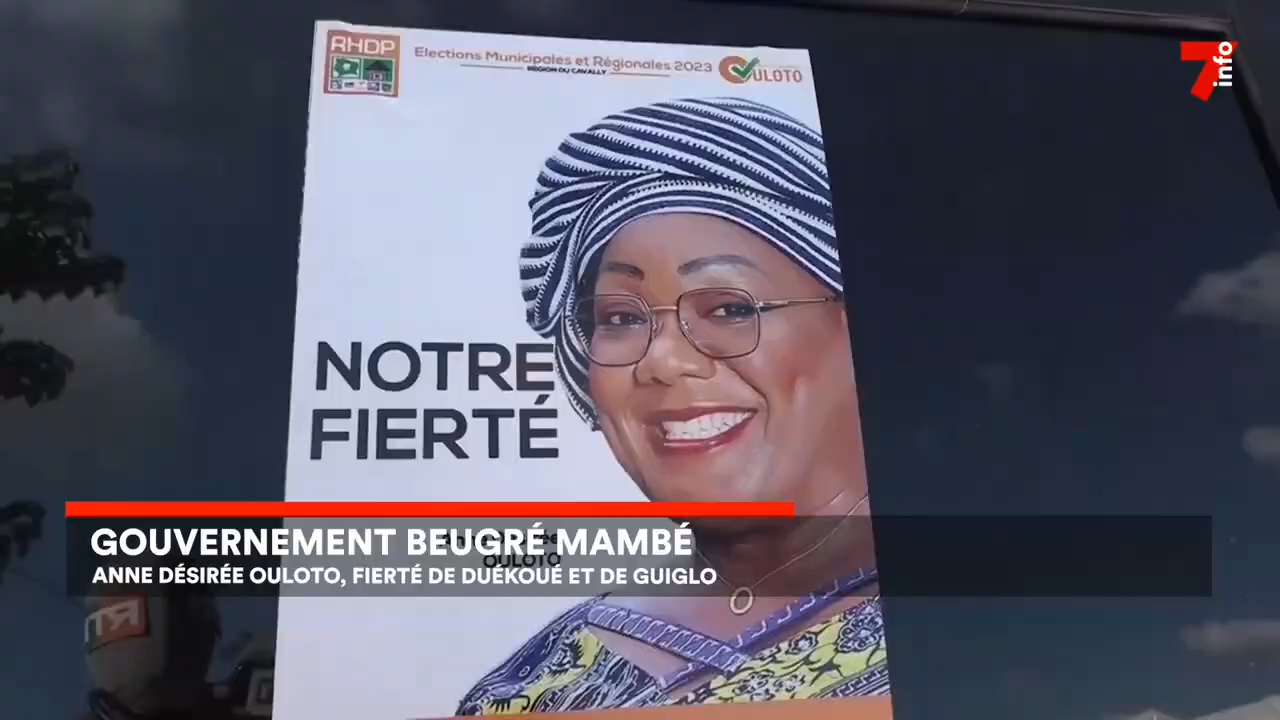 RHDP
Elections Municipales et Régionales 2023
RÉGION DU CAVALLY
OULOTO
7info
NOTRE
FIERTÉ
GOUVERNEMENT BEUGRÉ MAMBÉ
OULOTO
ANNE DÉSIRÉE OULOTO, FIERTÉ DE DUÉKOUÉ ET DE GUIGLO